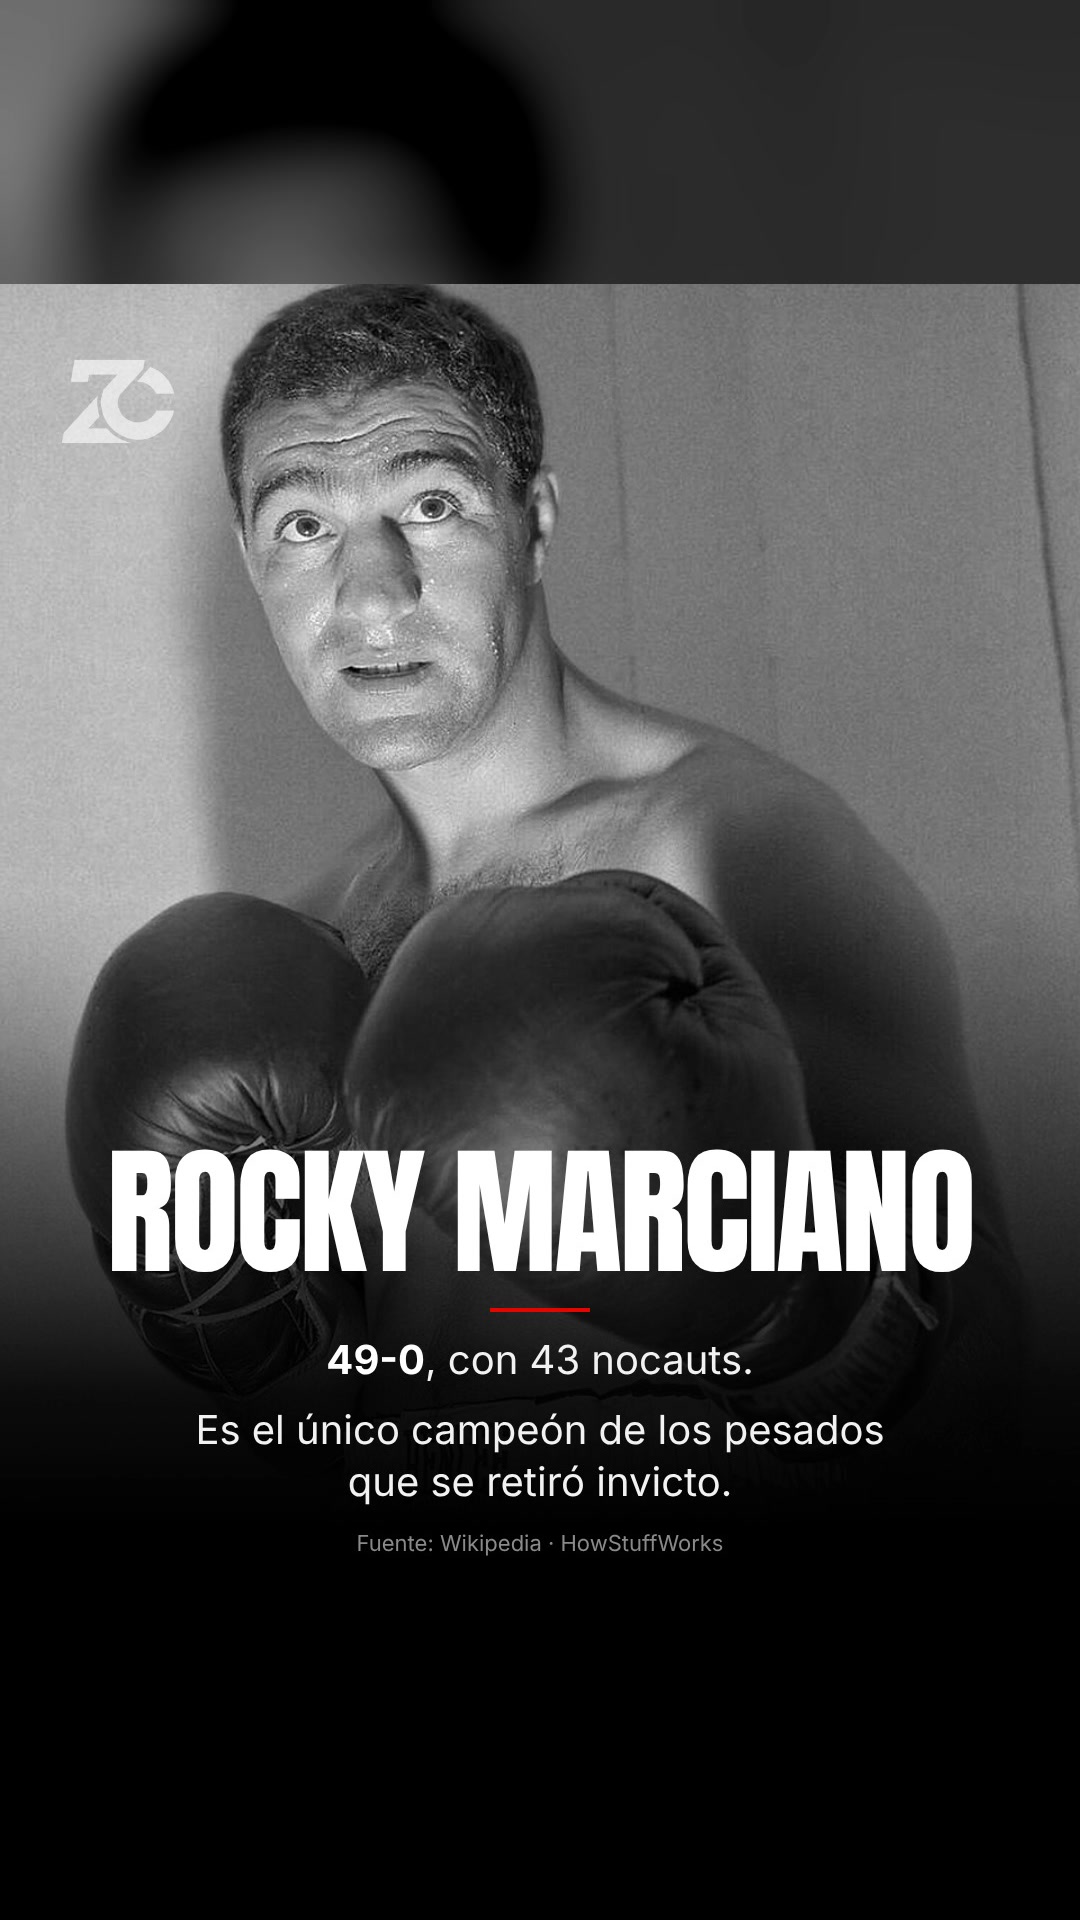 ZC
ROCKY MARCIANO
49-0, con 43 nocauts.
Es el único campeón de los pesados
que se retiró invicto.
Fuente: Wikipedia · HowStuffWorks